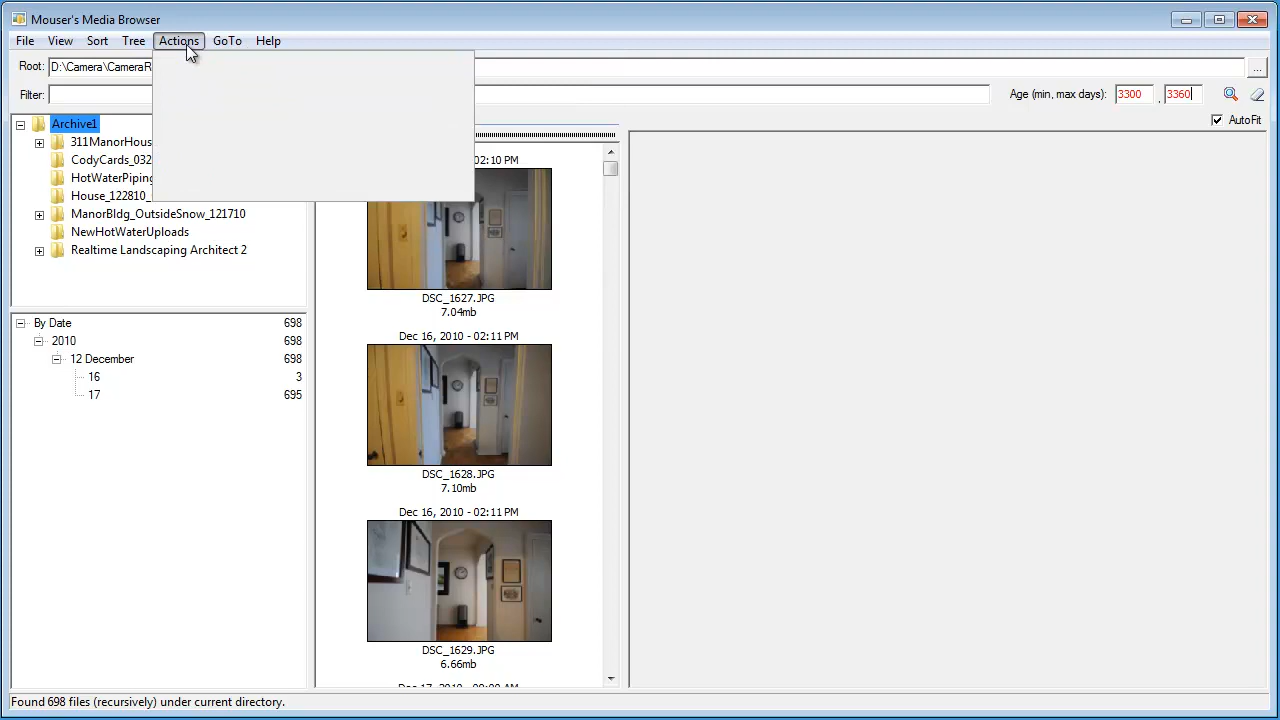 Mouser's Media Browser
File View Sort Tree Actions GoTo Help
Root: D:\Camera\CameraR ...
Filter: Age (min, max days): 3300 , 3360
AutoFit
Archive1
311ManorHous
CodyCards_032
HotWaterPiping
House_122810_
ManorBldg_OutsideSnow_121710
NewHotWaterUploads
Realtime Landscaping Architect 2
By Date 698
2010 698
12 December 698
16 3
17 695
02:10 PM
DSC_1627.JPG
7.04mb
Dec 16, 2010 - 02:11 PM
DSC_1628.JPG
7.10mb
Dec 16, 2010 - 02:11 PM
DSC_1629.JPG
6.66mb
Found 698 files (recursively) under current directory.